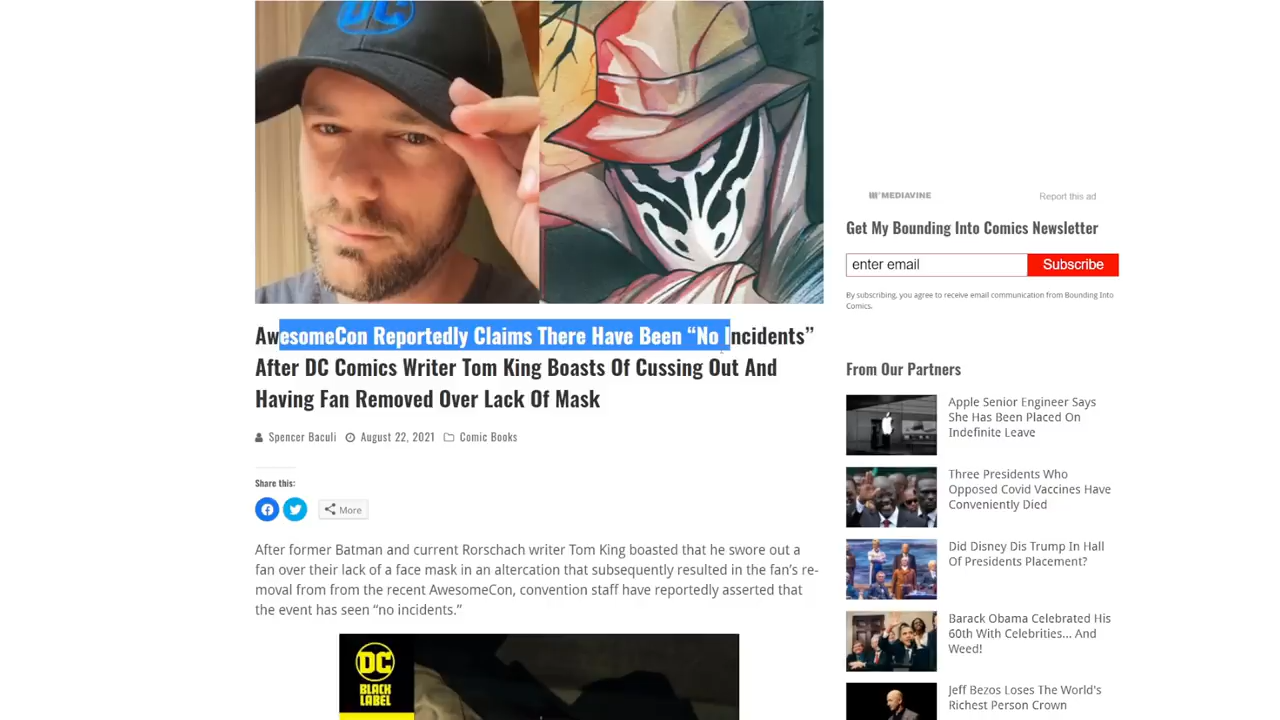 DC
MEDIAVINE
Report this ad
Get My Bounding Into Comics Newsletter
enter email
Subscribe
By subscribing, you agree to receive email communication from Bounding Into
Comics.
AwesomeCon Reportedly Claims There Have Been “No Incidents”
After DC Comics Writer Tom King Boasts Of Cussing Out And
Having Fan Removed Over Lack Of Mask
Spencer Baculi August 22, 2021 Comic Books
Share this:
More
After former Batman and current Rorschach writer Tom King boasted that he swore out a
fan over their lack of a face mask in an altercation that subsequently resulted in the fan’s re-
moval from from the recent AwesomeCon, convention staff have reportedly asserted that
the event has seen “no incidents.”
DC
BLACK
LABEL
From Our Partners
Apple Senior Engineer Says
She Has Been Placed On
Indefinite Leave
Three Presidents Who
Opposed Covid Vaccines Have
Conveniently Died
Did Disney Dis Trump In Hall
Of Presidents Placement?
Barack Obama Celebrated His
60th With Celebrities... And
Weed!
Jeff Bezos Loses The World's
Richest Person Crown